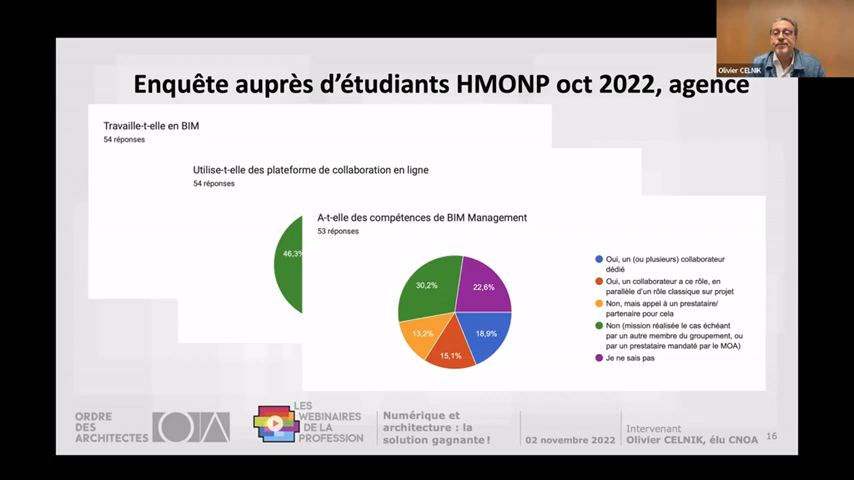 Olivier CELNIK
Enquête auprès d'étudiants HMONP oct 2022, agence
Travaille-t-elle en BIM
54 réponses
Utilise-t-elle des plateforme de collaboration en ligne
54 réponses
46,3%
A-t-elle des compétences de BIM Management
53 réponses
30,2%
22,6%
13,2%
18,9%
15,1%
Oui, un (ou plusieurs) collaborateur
dédié
Oui, un collaborateur a ce rôle, en
parallèle d'un rôle classique sur projet
Non, mais appel à un prestataire/
partenaire pour cela
Non (mission réalisée le cas échéant
par un autre membre du groupement, ou
par un prestataire mandaté par le MOA)
Je ne sais pas
ORDRE
DES
ARCHITECTES
LES
WEBINAIRES
DE LA
PROFESSION
Numérique et
architecture : la
solution gagnante !
02 novembre 2022
Intervenant
Olivier CELNIK, élu CNOA
16